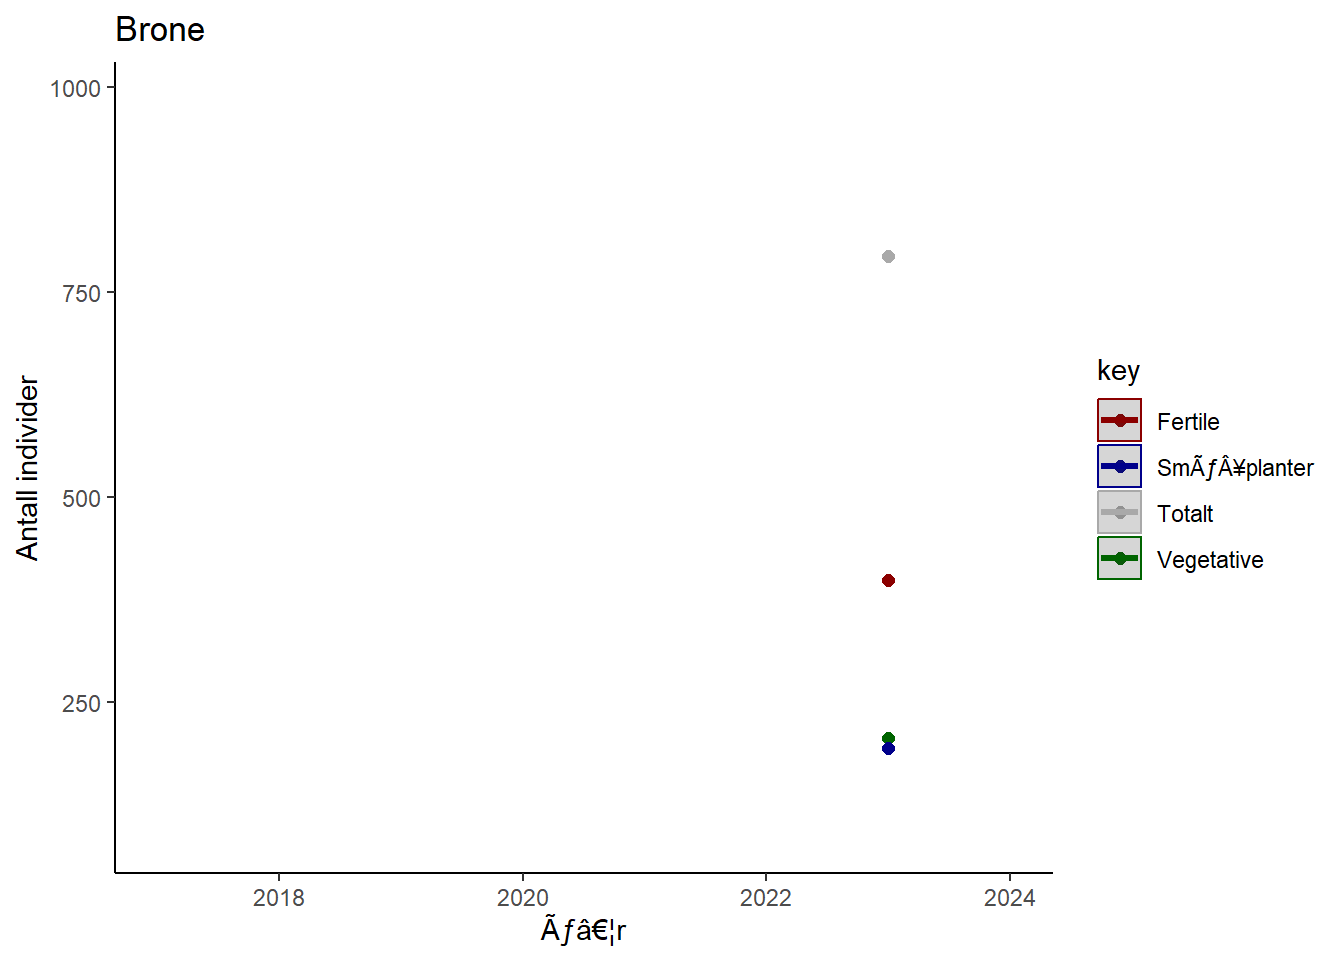 Brone
1000
750
500
250
Antall individer
2018 2020 2022 2024
Ãƒâ€¦r
key
Fertile
SmÃƒÂ¥planter
Totalt
Vegetative